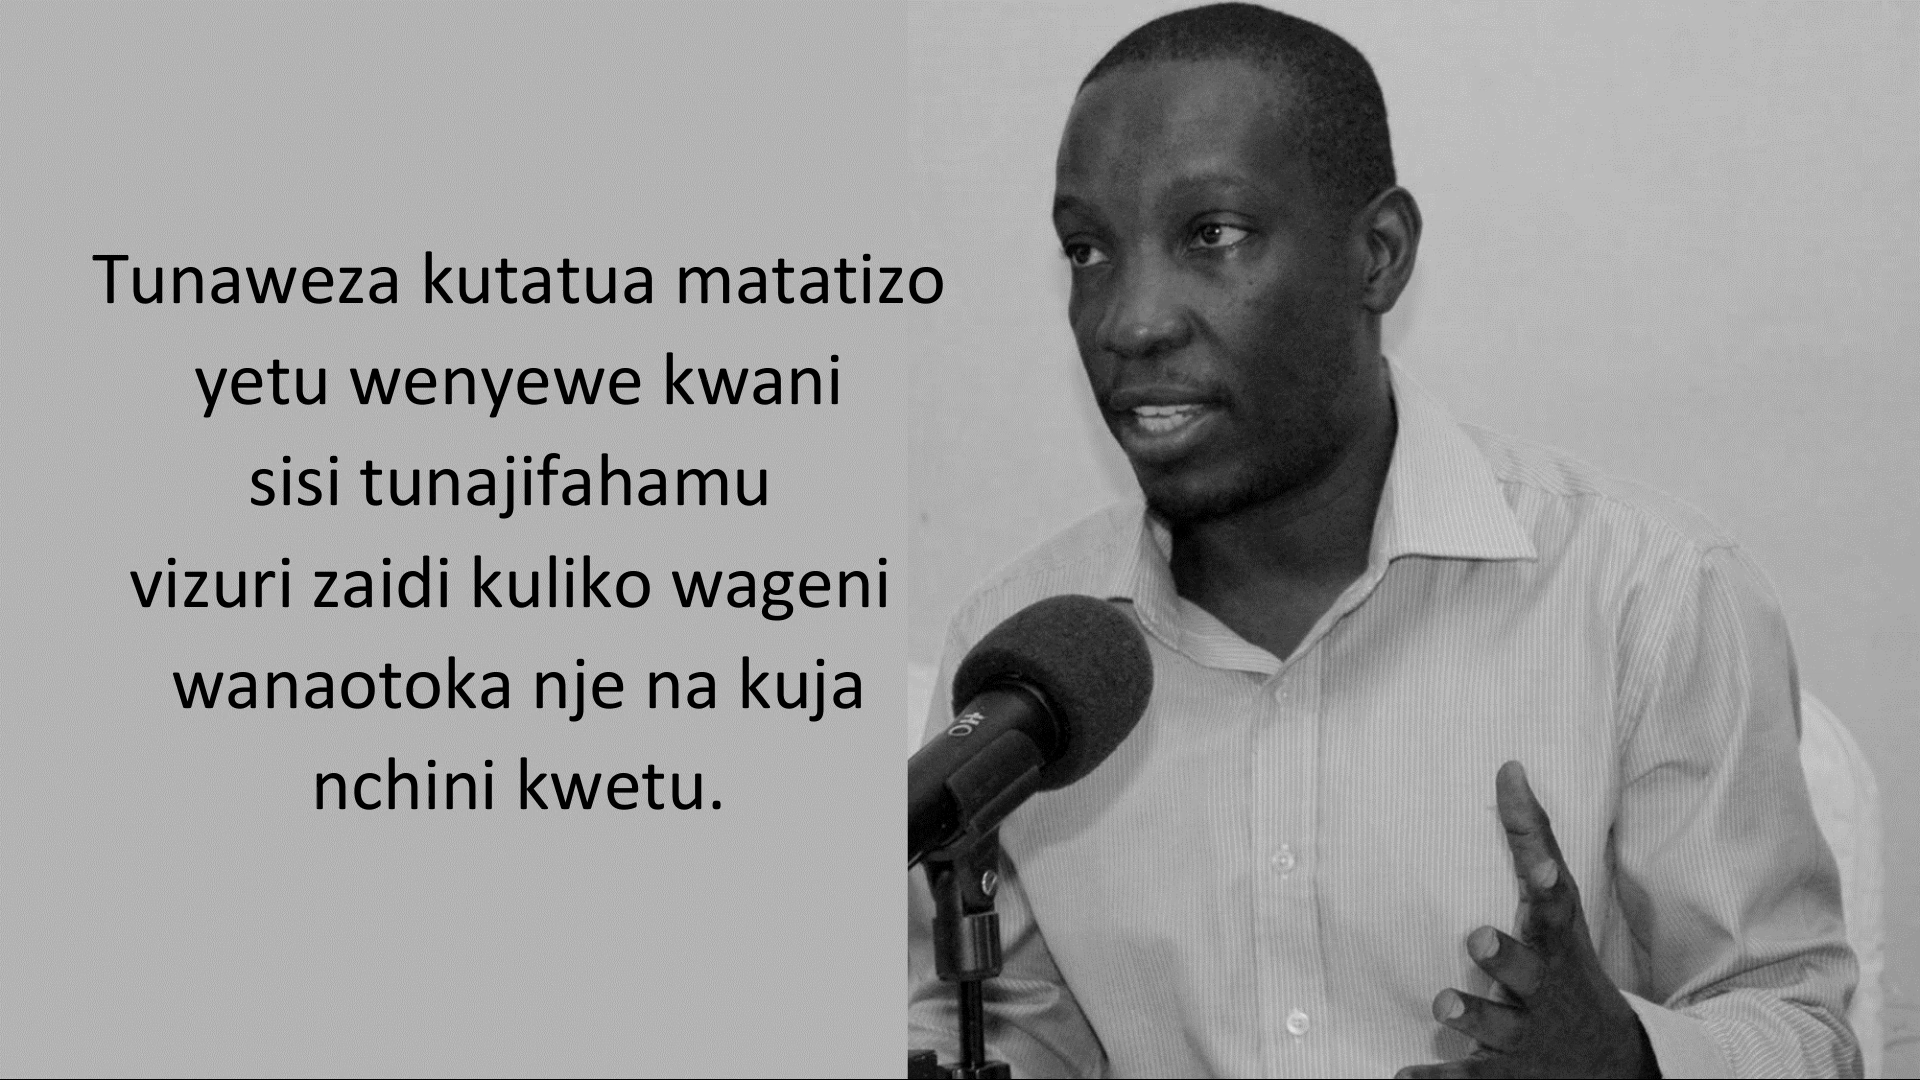 Tunaweza kutatua matatizo
yetu wenyewe kwani
sisi tunajifahamu
vizuri zaidi kuliko wageni
wanaotoka nje na kuja
nchini kwetu.